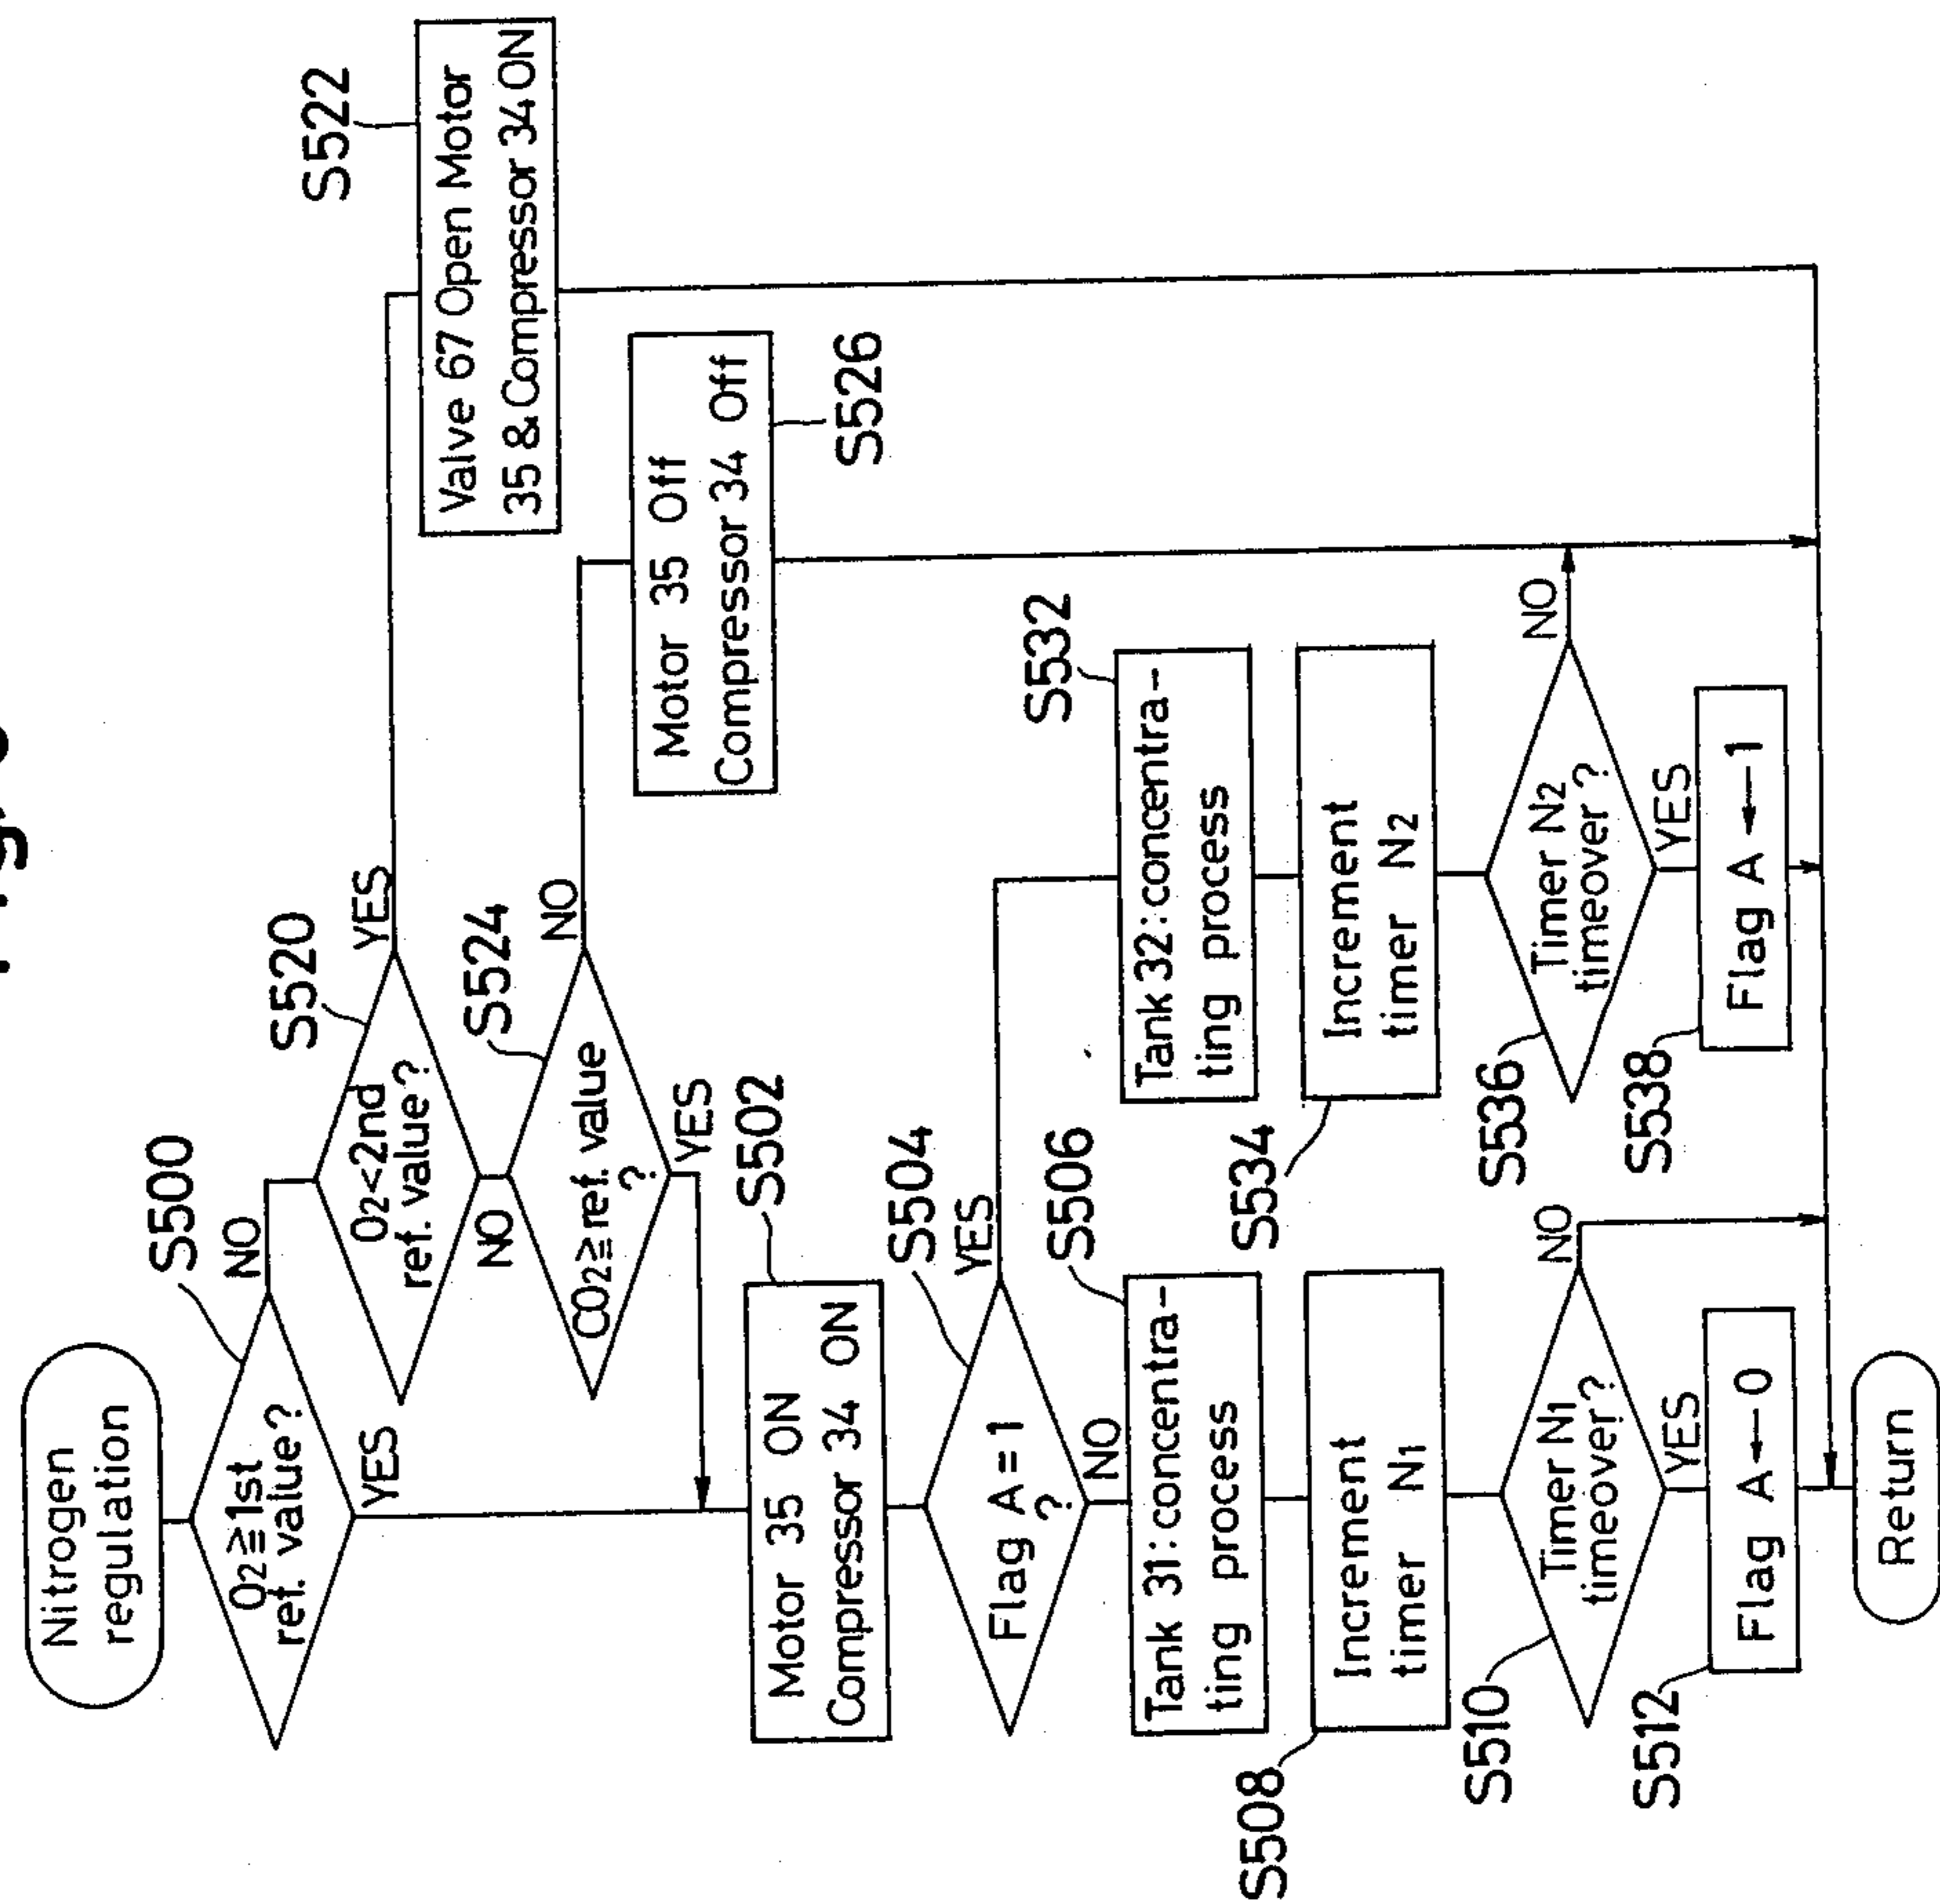 Nitrogen
regulation
S500
O₂≧1st
ref. value?
NO
YES
S520
O₂<2nd
ref. value?
YES
NO
S522
Valve 67 Open Motor
35 & Compressor 34 ON
S524
CO₂≧ref. value
?
NO
YES
Motor 35 Off
Compressor 34 Off
S526
S502
Motor 35 ON
Compressor 34 ON
S504
Flag A=1
?
YES
NO
S506
Tank 31:concentra-
ting process
S508
Increment
timer N₁
S510
Timer N₁
timeover?
NO
YES
S512
Flag A←0
S532
Tank 32:concentra-
ting process
S534
Increment
timer N₂
S536
Timer N₂
timeover?
NO
YES
S538
Flag A←1
Return